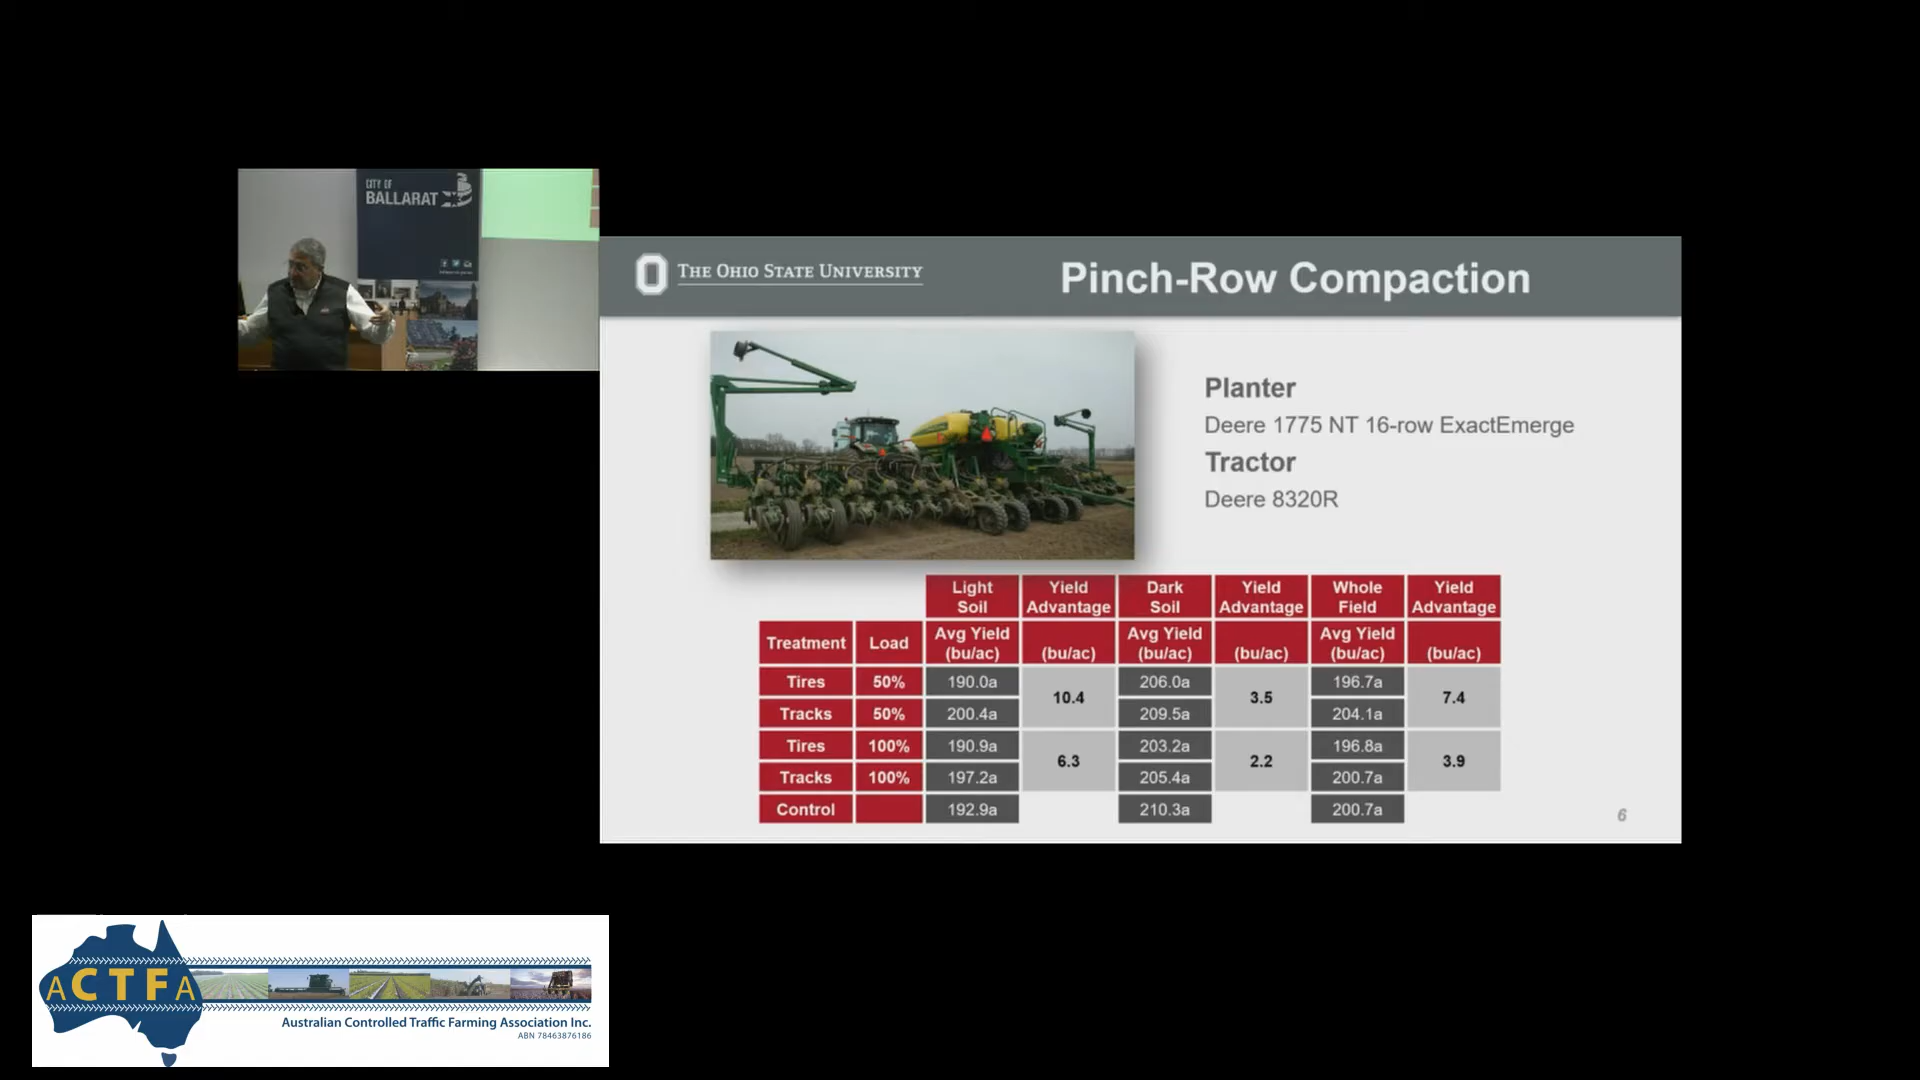 CITY OF
BALLARAT
THE OHIO STATE UNIVERSITY
Pinch-Row Compaction
Planter
Deere 1775 NT 16-row ExactEmerge
Tractor
Deere 8320R
Light Soil Yield Advantage Dark Soil Yield Advantage Whole Field Yield Advantage
Treatment Load Avg Yield (bu/ac) (bu/ac) Avg Yield (bu/ac) (bu/ac) Avg Yield (bu/ac) (bu/ac)
Tires 50% 190.0a 10.4 206.0a 3.5 196.7a 7.4
Tracks 50% 200.4a 209.5a 204.1a
Tires 100% 190.9a 6.3 203.2a 2.2 196.8a 3.9
Tracks 100% 197.2a 205.4a 200.7a
Control 192.9a 210.3a 200.7a
6
ACTFA
Australian Controlled Traffic Farming Association Inc.
ABN 78463876186